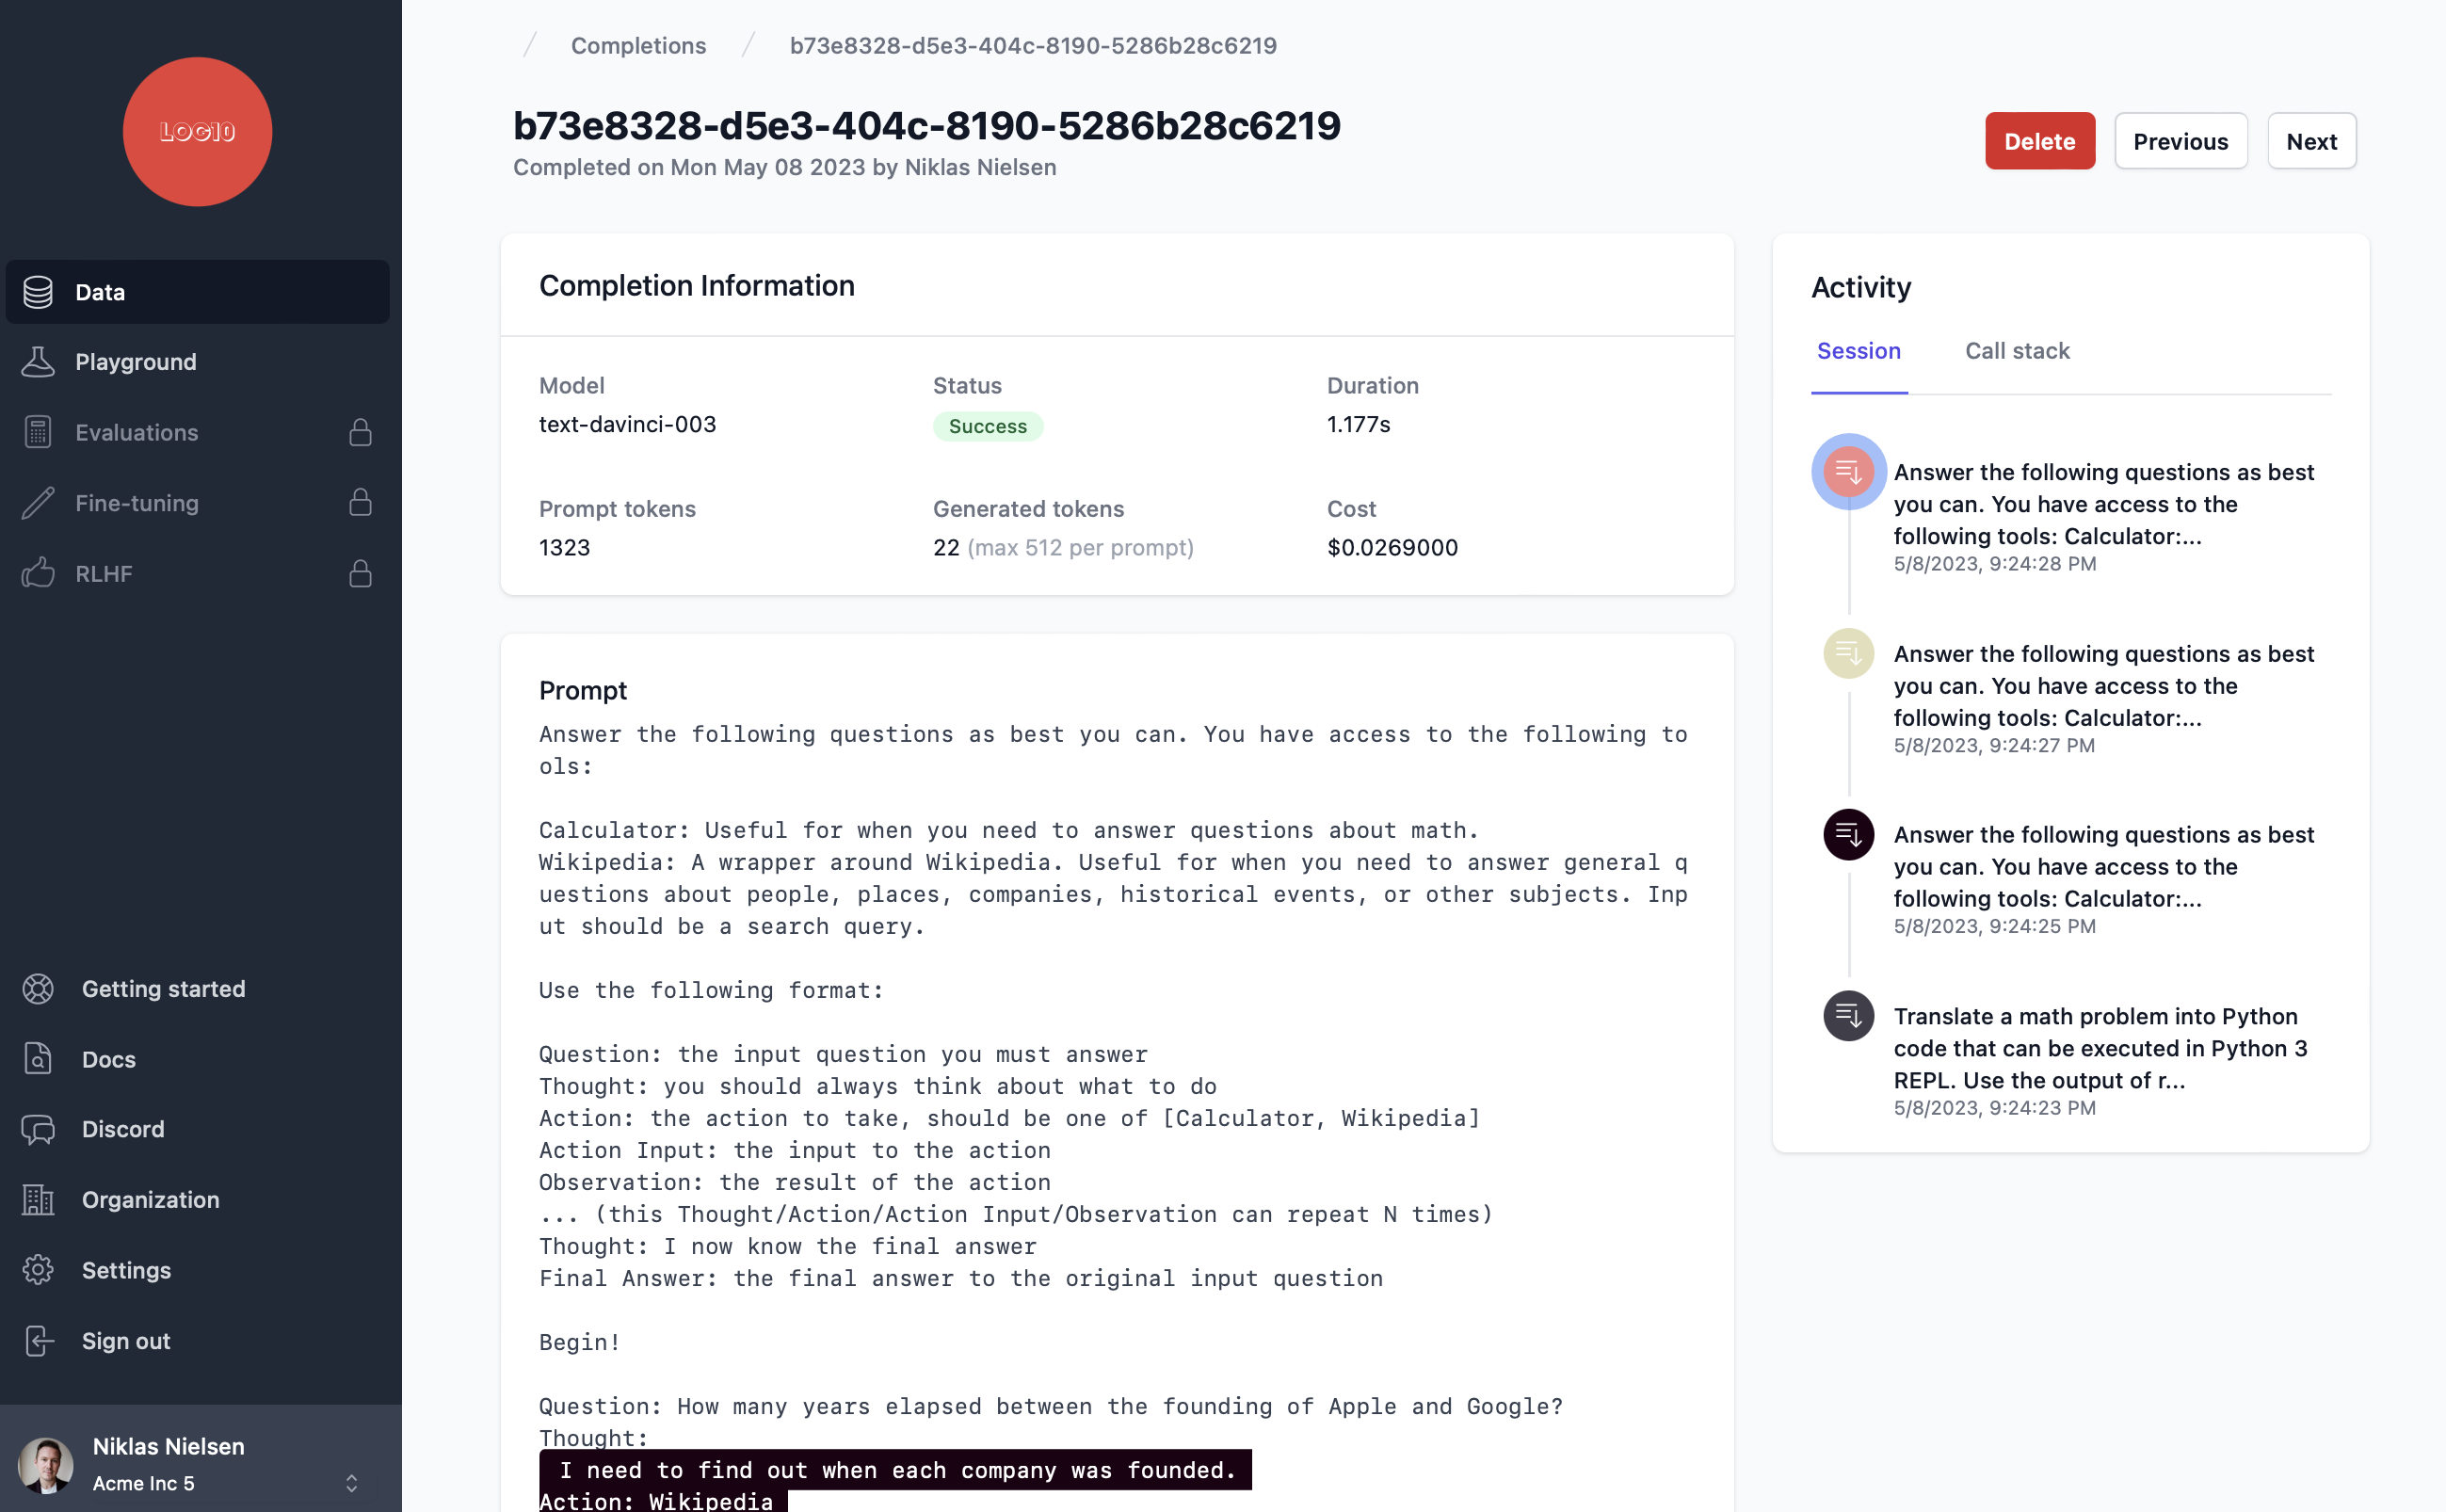 LOG10
Data
Playground
Evaluations
Fine-tuning
RLHF
Getting started
Docs
Discord
Organization
Settings
Sign out
Niklas Nielsen
Acme Inc 5
/ Completions / b73e8328-d5e3-404c-8190-5286b28c6219
b73e8328-d5e3-404c-8190-5286b28c6219
Completed on Mon May 08 2023 by Niklas Nielsen
Delete Previous Next
Completion Information
Model Status Duration
text-davinci-003 Success 1.177s
Prompt tokens Generated tokens Cost
1323 22 (max 512 per prompt) $0.0269000
Prompt
Answer the following questions as best you can. You have access to the following to
ols:
Calculator: Useful for when you need to answer questions about math.
Wikipedia: A wrapper around Wikipedia. Useful for when you need to answer general q
uestions about people, places, companies, historical events, or other subjects. Inp
ut should be a search query.
Use the following format:
Question: the input question you must answer
Thought: you should always think about what to do
Action: the action to take, should be one of [Calculator, Wikipedia]
Action Input: the input to the action
Observation: the result of the action
... (this Thought/Action/Action Input/Observation can repeat N times)
Thought: I now know the final answer
Final Answer: the final answer to the original input question
Begin!
Question: How many years elapsed between the founding of Apple and Google?
Thought:
I need to find out when each company was founded.
Action: Wikipedia
Activity
Session Call stack
Answer the following questions as best
you can. You have access to the
following tools: Calculator:...
5/8/2023, 9:24:28 PM
Answer the following questions as best
you can. You have access to the
following tools: Calculator:...
5/8/2023, 9:24:27 PM
Answer the following questions as best
you can. You have access to the
following tools: Calculator:...
5/8/2023, 9:24:25 PM
Translate a math problem into Python
code that can be executed in Python 3
REPL. Use the output of r...
5/8/2023, 9:24:23 PM